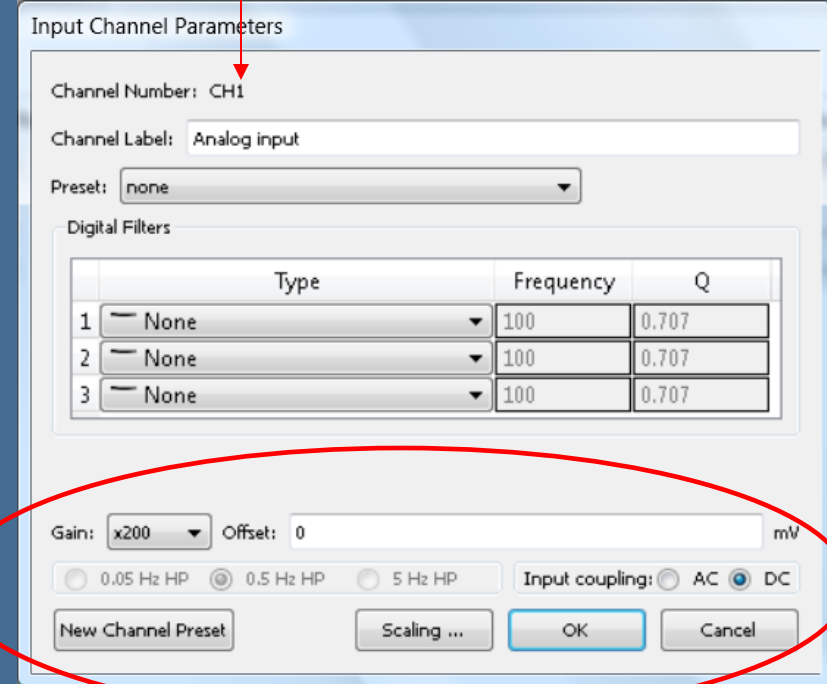 Input Channel Parameters
Channel Number: CH1
Channel Label: Analog input
Preset: none
Digital Filters
Type Frequency Q
1 None 100 0.707
2 None 100 0.707
3 None 100 0.707
Gain: x200 Offset: 0 mV
0.05 Hz HP 0.5 Hz HP 5 Hz HP Input coupling: AC DC
New Channel Preset Scaling ... OK Cancel